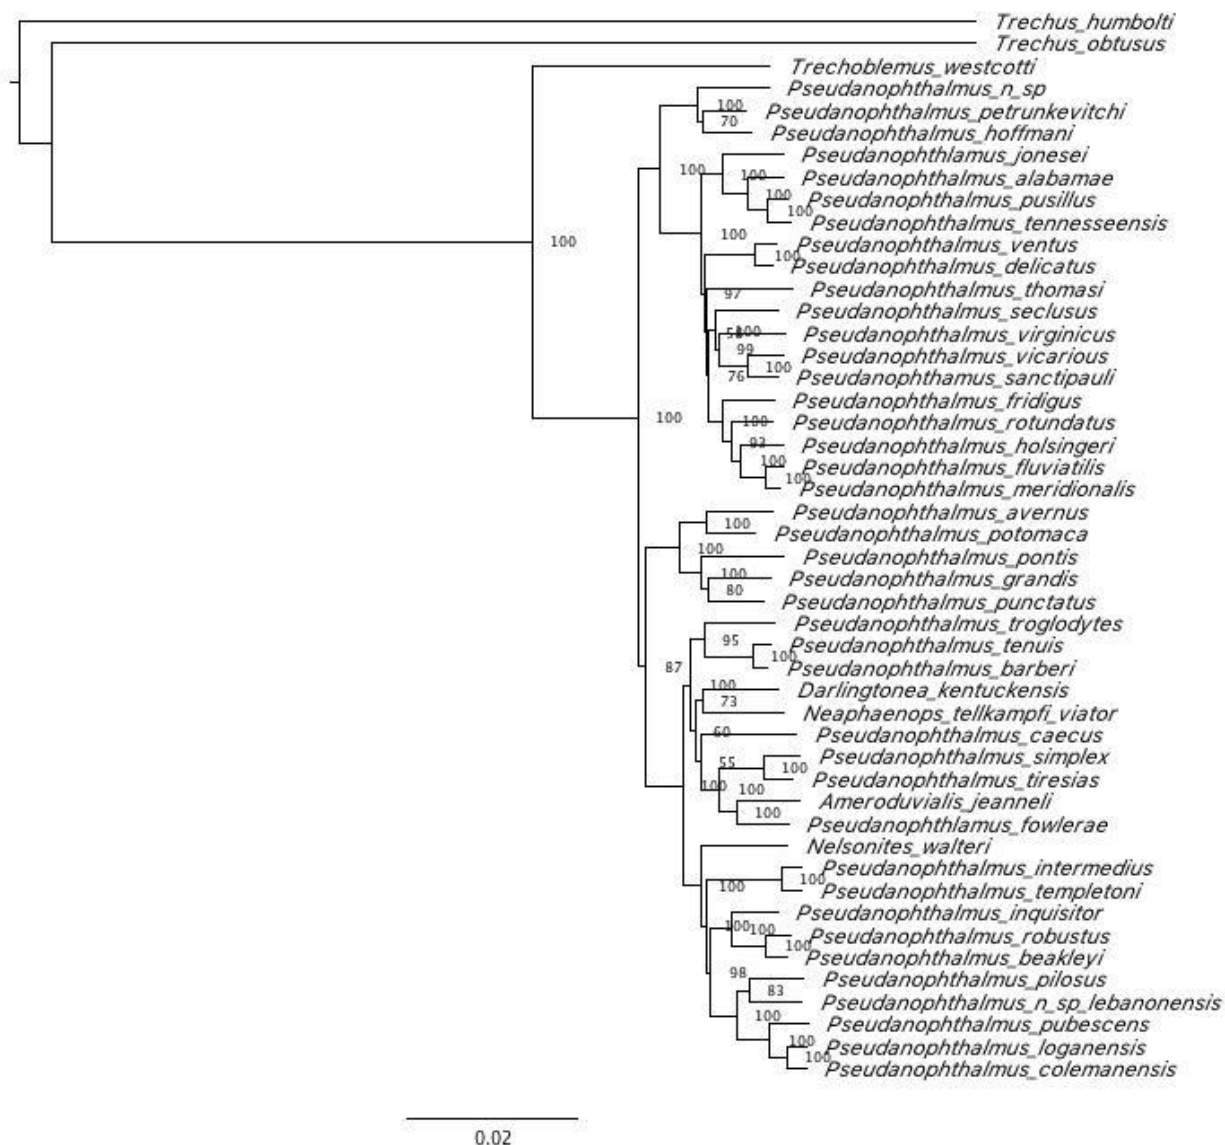 Trechus_humbolti
Trechus_obtusus
Trechoblemus_westcotti
Pseudanophthalmus_n_sp
100
Pseudanophthalmus_petrunkevitchi
70
Pseudanophthalmus_hoffmani
Pseudanophthlamus_jonesei
100
100
Pseudanophthalmus_alabamae
100
Pseudanophthalmus_pusillus
100
Pseudanophthalmus_tennesseensis
100
Pseudanophthalmus_ventus
100
100
Pseudanophthalmus_delicatus
97
Pseudanophthalmus_thomasi
Pseudanophthalmus_seclusus
100
Pseudanophthalmus_virginicus
99
Pseudanophthalmus_vicarious
100
76
Pseudanophthamus_sanctipauli
Pseudanophthalmus_fridigus
100
100
Pseudanophthalmus_rotundatus
93
Pseudanophthalmus_holsingeri
100
Pseudanophthalmus_fluviatilis
100
Pseudanophthalmus_meridionalis
Pseudanophthalmus_avernus
100
Pseudanophthalmus_potomaca
100
Pseudanophthalmus_pontis
100
Pseudanophthalmus_grandis
80
Pseudanophthalmus_punctatus
Pseudanophthalmus_troglodytes
95
Pseudanophthalmus_tenuis
100
87
Pseudanophthalmus_barberi
100
Darlingtonea_kentuckensis
73
Neaphaenops_tellkampfi_viator
60
Pseudanophthalmus_caecus
55
Pseudanophthalmus_simplex
100
100
Pseudanophthalmus_tiresias
100
Ameroduvialis_jeanneli
100
Pseudanophthlamus_fowlerae
Nelsonites_walteri
Pseudanophthalmus_intermedius
100
100
Pseudanophthalmus_templetoni
Pseudanophthalmus_inquisitor
100
100
Pseudanophthalmus_robustus
100
Pseudanophthalmus_beakleyi
98
Pseudanophthalmus_pilosus
83
Pseudanophthalmus_n_sp_lebanonensis
100
Pseudanophthalmus_pubescens
100
Pseudanophthalmus_loganensis
100
Pseudanophthalmus_colemanensis
0.02